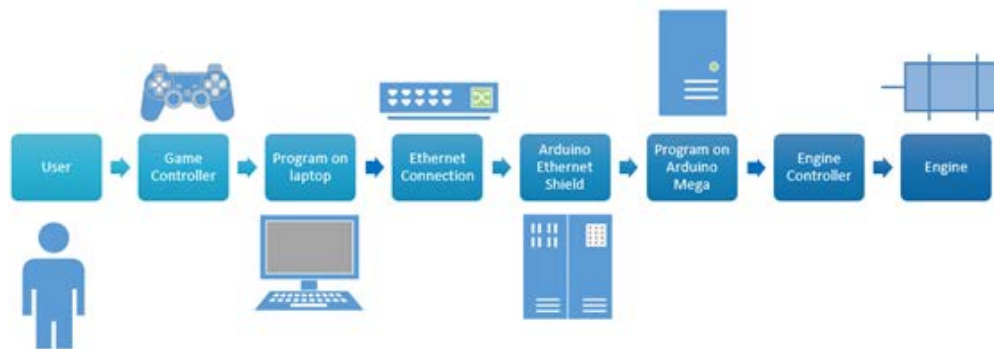 User
Game
Controller
Program on
laptop
Ethernet
Connection
Arduino
Ethernet
Shield
Program on
Arduino
Mega
Engine
Controller
Engine